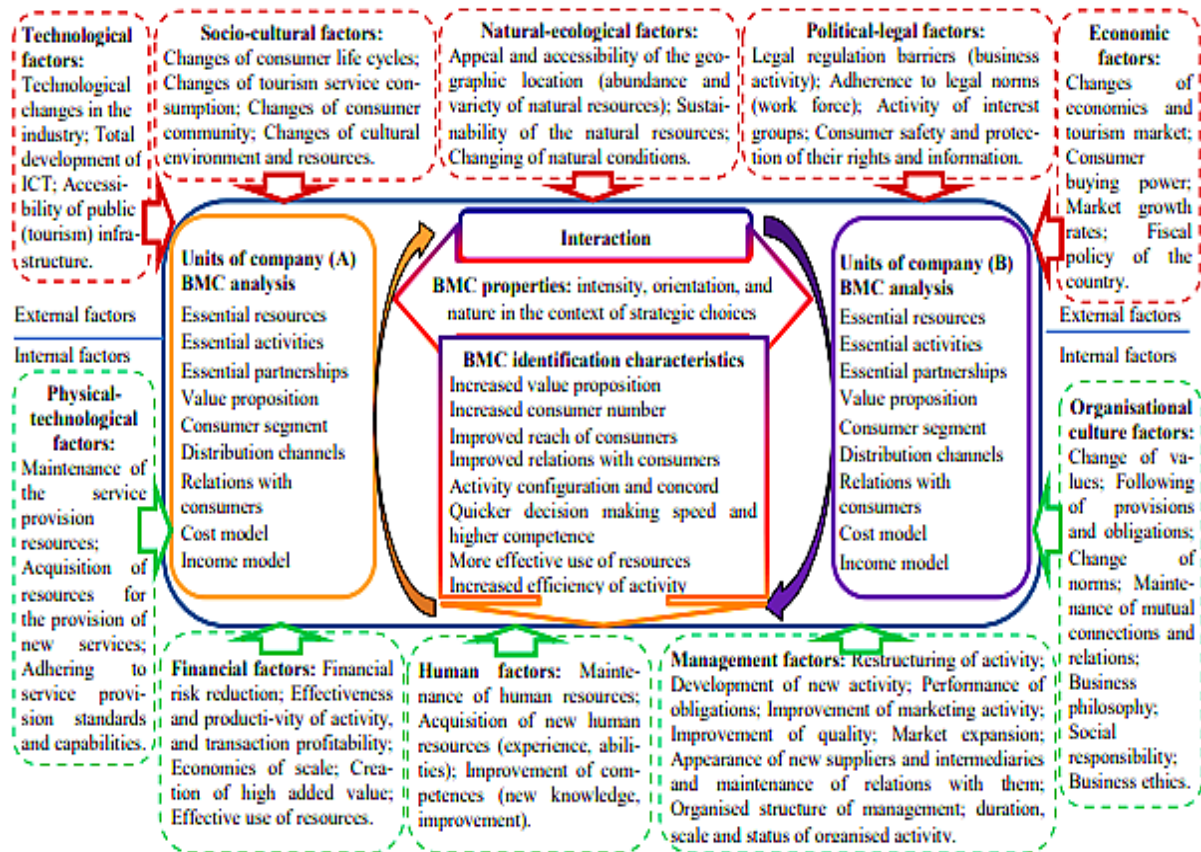 Technological
factors:
Technological
changes in the
industry; Total
development of
ICT; Accessi-
bility of public
(tourism) infra-
structure.
Socio-cultural factors:
Changes of consumer life cycles;
Changes of tourism service con-
sumption; Changes of consumer
community; Changes of cultural
environment and resources.
Natural-ecological factors:
Appeal and accessibility of the geo-
graphic location (abundance and
variety of natural resources); Sustai-
nability of the natural resources;
Changing of natural conditions.
Political-legal factors:
Legal regulation barriers (business
activity); Adherence to legal norms
(work force); Activity of interest
groups; Consumer safety and protec-
tion of their rights and information.
Economic
factors:
Changes of
economics and
tourism market;
Consumer
buying power;
Market growth
rates; Fiscal
policy of the
country.
External factors
Internal factors
Units of company (A)
BMC analysis
Essential resources
Essential activities
Essential partnerships
Value proposition
Consumer segment
Distribution channels
Relations with
consumers
Cost model
Income model
Interaction
BMC properties: intensity, orientation, and
nature in the context of strategic choices
BMC identification characteristics
Increased value proposition
Increased consumer number
Improved reach of consumers
Improved relations with consumers
Activity configuration and concord
Quicker decision making speed and
higher competence
More effective use of resources
Increased efficiency of activity
Units of company (B)
BMC analysis
Essential resources
Essential activities
Essential partnerships
Value proposition
Consumer segment
Distribution channels
Relations with
consumers
Cost model
Income model
External factors
Internal factors
Physical-
technological
factors:
Maintenance of
the service
provision
resources;
Acquisition of
resources for
the provision of
new services;
Adhering to
service provi-
sion standards
and capabilities.
Financial factors: Financial
risk reduction; Effectiveness
and producti-vity of activity,
and transaction profitability;
Economies of scale; Crea-
tion of high added value;
Effective use of resources.
Human factors: Mainte-
nance of human resources;
Acquisition of new human
resources (experience, abili-
ties); Improvement of com-
petences (new knowledge,
improvement).
Management factors: Restructuring of activity;
Development of new activity; Performance of
obligations; Improvement of marketing activity;
Improvement of quality; Market expansion;
Appearance of new suppliers and intermediaries
and maintenance of relations with them;
Organised structure of management; duration,
scale and status of organised activity.
Organisational
culture factors:
Change of va-
lues; Following
of provisions
and obligations;
Change of
norms; Mainte-
nance of mutual
connections and
relations;
Business
philosophy;
Social
responsibility;
Business ethics.